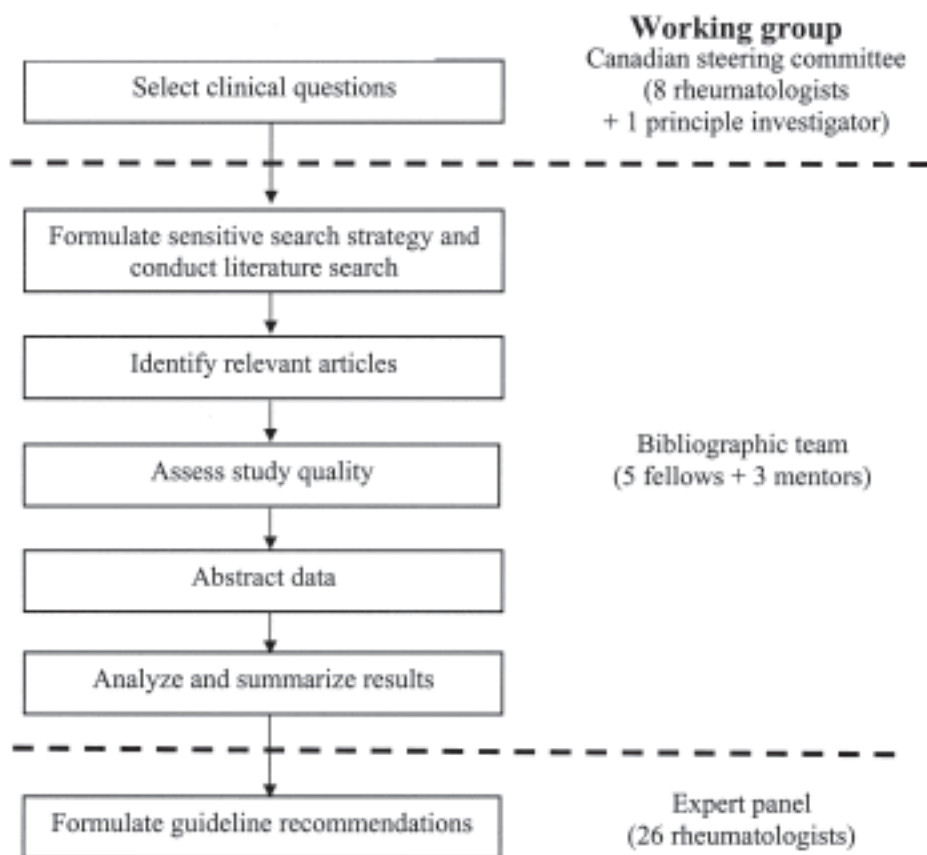 Working group
Canadian steering committee
(8 rheumatologists
+ 1 principle investigator)
Select clinical questions
Formulate sensitive search strategy and
conduct literature search
Identify relevant articles
Assess study quality
Bibliographic team
(5 fellows + 3 mentors)
Abstract data
Analyze and summarize results
Formulate guideline recommendations
Expert panel
(26 rheumatologists)